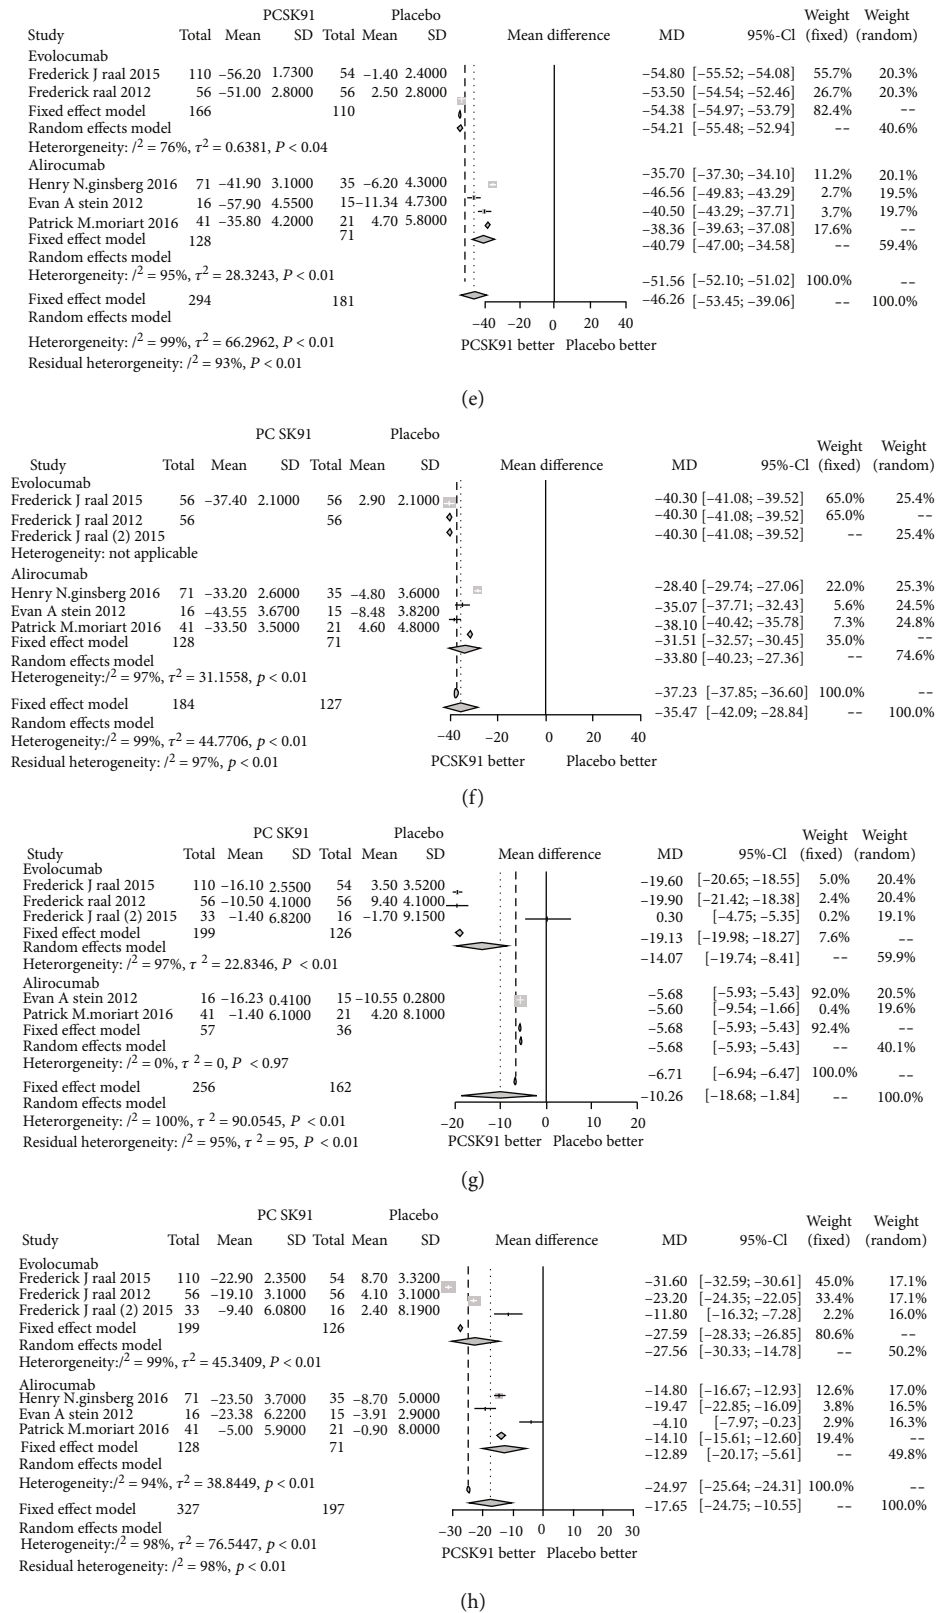 PCSK91 Placebo Weight Weight
Study Total Mean SD Total Mean SD Mean difference MD 95%-CI (fixed) (random)
Evolocumab
Frederick J raal 2015 110 −56.20 1.7300 54 −1.40 2.4000 −54.80 [−55.52; −54.08] 55.7% 20.3%
Frederick raal 2012 56 −51.00 2.8000 56 2.50 2.8000 −53.50 [−54.54; −52.46] 26.7% 20.3%
Fixed effect model 166 110 −54.38 [−54.97; −53.79] 82.4% −−
Random effects model −54.21 [−55.48; −52.94] −− 40.6%
Heterorgeneity: I² = 76%, τ² = 0.6381, P < 0.04
Alirocumab
Henry N.ginsberg 2016 71 −41.90 3.1000 35 −6.20 4.3000 −35.70 [−37.30; −34.10] 11.2% 20.1%
Evan A stein 2012 16 −57.90 4.5500 15 −11.34 4.7300 −46.56 [−49.83; −43.29] 2.7% 19.5%
Patrick M.moriart 2016 41 −35.80 4.2000 21 4.70 5.8000 −40.50 [−43.29; −37.71] 3.7% 19.7%
Fixed effect model 128 71 −38.36 [−39.63; −37.08] 17.6% −−
Random effects model −40.79 [−47.00; −34.58] −− 59.4%
Heterorgeneity: I² = 95%, τ² = 28.3243, P < 0.01
Fixed effect model 294 181 −51.56 [−52.10; −51.02] 100.0% −−
Random effects model −46.26 [−53.45; −39.06] −− 100.0%
−40 −20 0 20 40
Heterorgeneity: I² = 99%, τ² = 66.2962, P < 0.01
PCSK91 better Placebo better
Residual heterorgeneity: I² = 93%, P < 0.01
(e)
PC SK91 Placebo Weight Weight
Study Total Mean SD Total Mean SD Mean difference MD 95%-CI (fixed) (random)
Evolocumab
Frederick J raal 2015 56 −37.40 2.1000 56 2.90 2.1000 −40.30 [−41.08; −39.52] 65.0% 25.4%
Frederick J raal 2012 56 56 −40.30 [−41.08; −39.52] 65.0% −−
Frederick J raal (2) 2015 −40.30 [−41.08; −39.52] −− 25.4%
Heterogeneity: not applicable
Alirocumab
Henry N.ginsberg 2016 71 −33.20 2.6000 35 −4.80 3.6000 −28.40 [−29.74; −27.06] 22.0% 25.3%
Evan A stein 2012 16 −43.55 3.6700 15 −8.48 3.8200 −35.07 [−37.71; −32.43] 5.6% 24.5%
Patrick M.moriart 2016 41 −33.50 3.5000 21 4.60 4.8000 −38.10 [−40.42; −35.78] 7.3% 24.8%
Fixed effect model 128 71 −31.51 [−32.57; −30.45] 35.0% −−
Random effects model −33.80 [−40.23; −27.36] −− 74.6%
Heterogeneity:I² = 97%, τ² = 31.1558, p < 0.01
Fixed effect model 184 127 −37.23 [−37.85; −36.60] 100.0% −−
Random effects model −35.47 [−42.09; −28.84] −− 100.0%
−40 −20 0 20 40
Heterogeneity:I² = 99%, τ² = 44.7706, p < 0.01
PCSK91 better Placebo better
Residual heterogeneity: I² = 97%, p < 0.01
(f)
PC SK91 Placebo Weight Weight
Study Total Mean SD Total Mean SD Mean difference MD 95%-CI (fixed) (random)
Evolocumab
Frederick J raal 2015 110 −16.10 2.5500 54 3.50 3.5200 −19.60 [−20.65; −18.55] 5.0% 20.4%
Frederick raal 2012 56 −10.50 4.1000 56 9.40 4.1000 −19.90 [−21.42; −18.38] 2.4% 20.4%
Frederick J raal (2) 2015 33 −1.40 6.8200 16 −1.70 9.1500 0.30 [−4.75; −5.35] 0.2% 19.1%
Fixed effect model 199 126 −19.13 [−19.98; −18.27] 7.6% −−
Random effects model −14.07 [−19.74; −8.41] −− 59.9%
Heterorgeneity: I² = 97%, τ ² = 22.8346, P < 0.01
Alirocumab
Evan A stein 2012 16 −16.23 0.4100 15 −10.55 0.2800 −5.68 [−5.93; −5.43] 92.0% 20.5%
Patrick M.moriart 2016 41 −1.40 6.1000 21 4.20 8.1000 −5.60 [−9.54; −1.66] 0.4% 19.6%
Fixed effect model 57 36 −5.68 [−5.93; −5.43] 92.4% −−
Random effects model −5.68 [−5.93; −5.43] −− 40.1%
Heterorgeneity: I² = 0%, τ ² = 0, P < 0.97
Fixed effect model 256 162 −6.71 [−6.94; −6.47] 100.0% −−
Random effects model −10.26 [−18.68; −1.84] −− 100.0%
Heterorgeneity: I² = 100%, τ ² = 90.0545, P < 0.01
−20 −10 0 10 20
Residual heterogeneity: I² = 95%, τ ² = 95, P < 0.01
PCSK91 better Placebo better
(g)
PC SK91 Placebo Weight Weight
Study Total Mean SD Total Mean SD Mean difference MD 95%-CI (fixed) (random)
Evolocumab
Frederick J raal 2015 110 −22.90 2.3500 54 8.70 3.3200 −31.60 [−32.59; −30.61] 45.0% 17.1%
Frederick J raal 2012 56 −19.10 3.1000 56 4.10 3.1000 −23.20 [−24.35; −22.05] 33.4% 17.1%
Frederick J raal (2) 2015 33 −9.40 6.0800 16 2.40 8.1900 −11.80 [−16.32; −7.28] 2.2% 16.0%
Fixed effect model 199 126 −27.59 [−28.33; −26.85] 80.6% −−
Random effects model −27.56 [−30.33; −14.78] −− 50.2%
Heterogeneity:I² = 99%, τ² = 45.3409, P < 0.01
Alirocumab
Henry N.ginsberg 2016 71 −23.50 3.7000 35 −8.70 5.0000 −14.80 [−16.67; −12.93] 12.6% 17.0%
Evan A stein 2012 16 −23.38 6.2200 15 −3.91 2.9000 −19.47 [−22.85; −16.09] 3.8% 16.5%
Patrick M.moriart 2016 41 −5.00 5.9000 21 −0.90 8.0000 −4.10 [−7.97; −0.23] 2.9% 16.3%
Fixed effect model 128 71 −14.10 [−15.61; −12.60] 19.4% −−
Random effects model −12.89 [−20.17; −5.61] −− 49.8%
Heterogeneity:I² = 94%, τ² = 38.8449, p < 0.01
Fixed effect model 327 197 −24.97 [−25.64; −24.31] 100.0% −−
Random effects model −17.65 [−24.75; −10.55] −− 100.0%
−30 −20 −10 0 10 20 30
Heterogeneity:I² = 98%, τ² = 76.5447, p < 0.01
PCSK91 better Placebo better
Residual heterogeneity: I² = 98%, p < 0.01
(h)